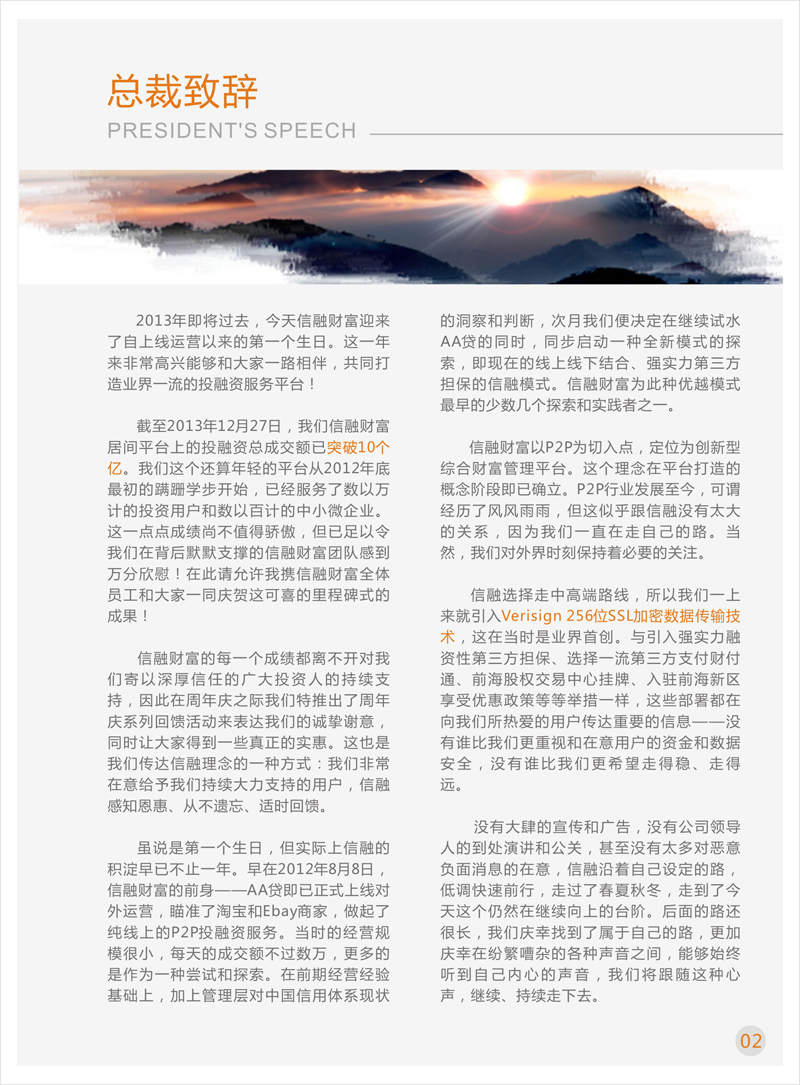 总裁致辞
PRESIDENT'S SPEECH
2013年即将过去，今天信融财富迎来
了自上线运营以来的第一个生日。这一年
来非常高兴能够和大家一路相伴，共同打
造业界一流的投融资服务平台！
截至2013年12月27日，我们信融财富
居间平台上的投融资总成交额已突破10个
亿。我们这个还算年轻的平台从2012年底
最初的蹒跚学步开始，已经服务了数以万
计的投资用户和数以百计的中小微企业。
这一点点成绩尚不值得骄傲，但已足以令
我们在背后默默支撑的信融财富团队感到
万分欣慰！在此请允许我携信融财富全体
员工和大家一同庆贺这可喜的里程碑式的
成果！
信融财富的每一个成绩都离不开对我
们寄以深厚信任的广大投资人的持续支
持，因此在周年庆之际我们特推出了周年
庆系列回馈活动来表达我们的诚挚谢意，
同时让大家得到一些真正的实惠。这也是
我们传达信融理念的一种方式：我们非常
在意给予我们持续大力支持的用户，信融
感知恩惠、从不遗忘、适时回馈。
虽说是第一个生日，但实际上信融的
积淀早已不止一年。早在2012年8月8日，
信融财富的前身——AA贷即已正式上线对
外运营，瞄准了淘宝和Ebay商家，做起了
纯线上的P2P投融资服务。当时的经营规
模很小，每天的成交额不过数万，更多的
是作为一种尝试和探索。在前期经营经验
基础上，加上管理层对中国信用体系现状
的洞察和判断，次月我们便决定在继续试水
AA贷的同时，同步启动一种全新模式的探
索，即现在的线上线下结合、强实力第三方
担保的信融模式。信融财富为此种优越模式
最早的少数几个探索和实践者之一。
信融财富以P2P为切入点，定位为创新型
综合财富管理平台。这个理念在平台打造的
概念阶段即已确立。P2P行业发展至今，可谓
经历了风风雨雨，但这似乎跟信融没有太大
的关系，因为我们一直在走自己的路。当
然，我们对外界时刻保持着必要的关注。
信融选择走中高端路线，所以我们一上
来就引入Verisign 256位SSL加密数据传输技
术，这在当时是业界首创。与引入强实力融
资性第三方担保、选择一流第三方支付财付
通、前海股权交易中心挂牌、入驻前海新区
享受优惠政策等等举措一样，这些部署都在
向我们所热爱的用户传达重要的信息——没
有谁比我们更重视和在意用户的资金和数据
安全，没有谁比我们更希望走得稳、走得
远。
没有大肆的宣传和广告，没有公司领导
人的到处演讲和公关，甚至没有太多对恶意
负面消息的在意，信融沿着自己设定的路，
低调快速前行，走过了春夏秋冬，走到了今
天这个仍然在继续向上的台阶。后面的路还
很长，我们庆幸找到了属于自己的路，更加
庆幸在纷繁嘈杂的各种声音之间，能够始终
听到自己内心的声音，我们将跟随这种心
声，继续、持续走下去。
02